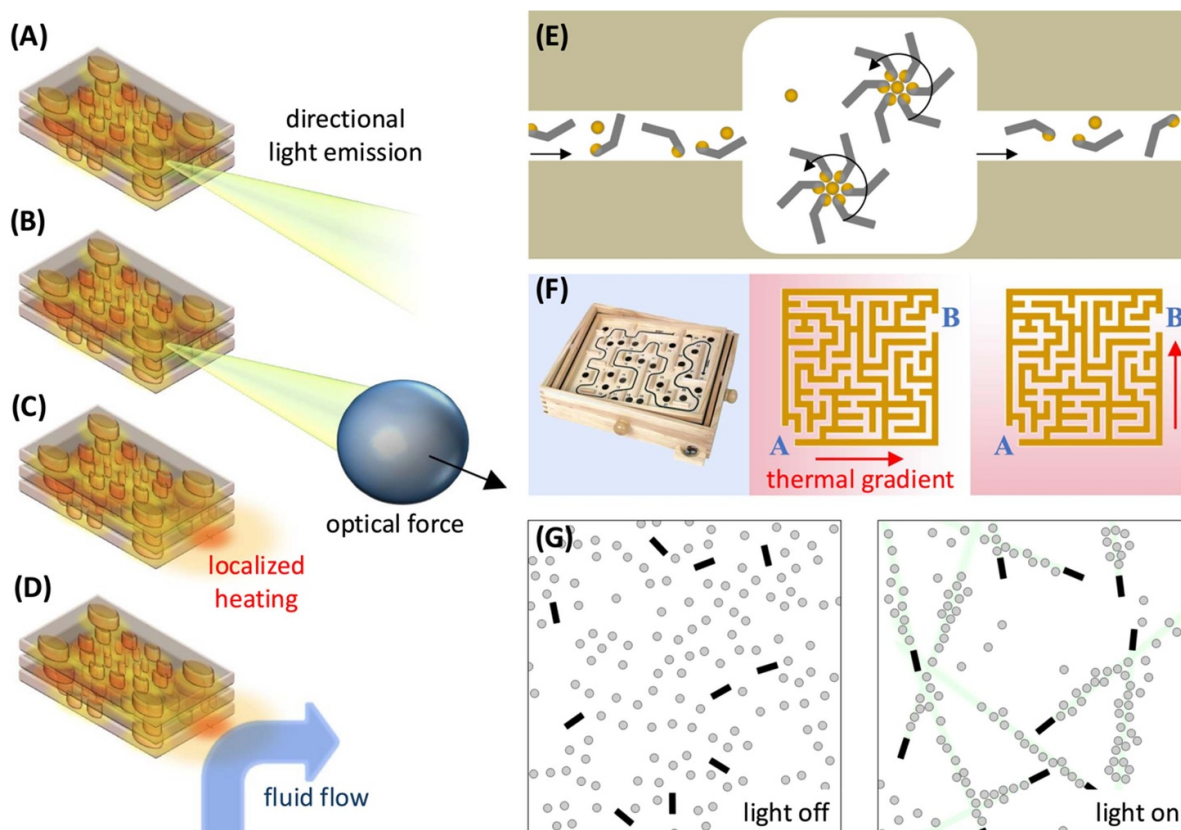 (A)
directional
light emission
(B)
optical force
(C)
localized
heating
(D)
fluid flow
(E)
(F)
B
A
thermal gradient
B
A
(G)
light off
light on